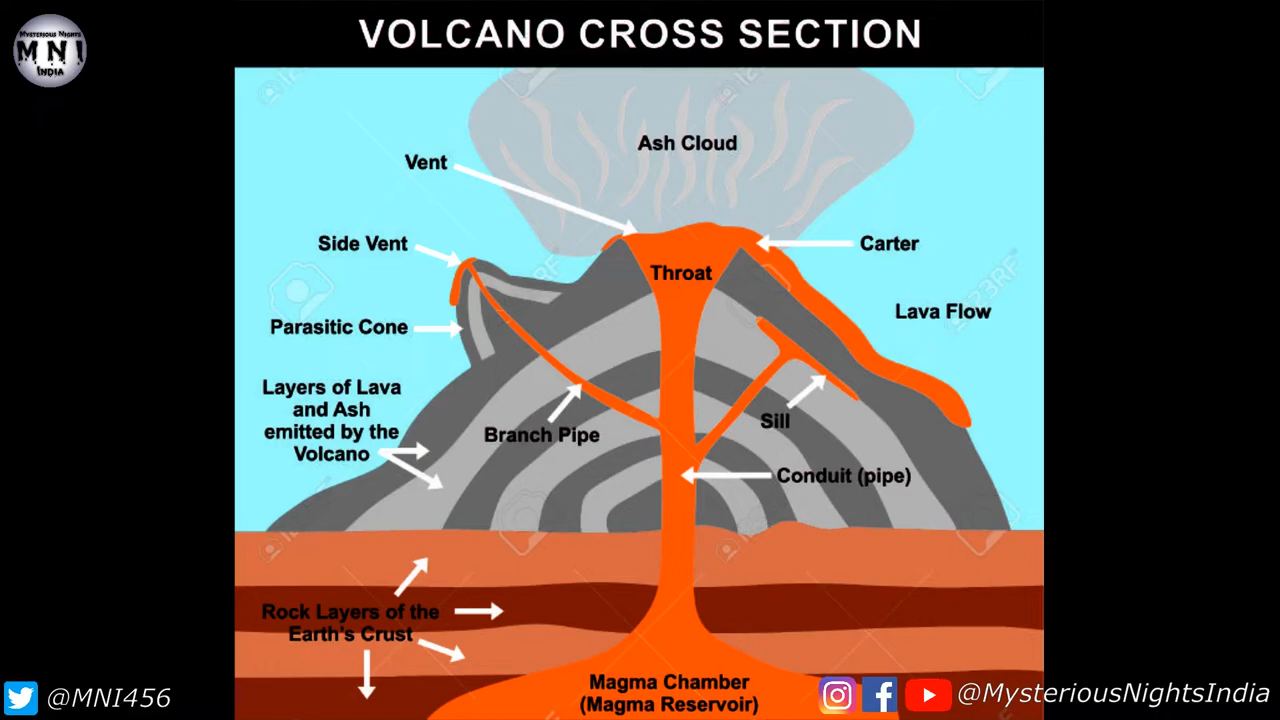 VOLCANO CROSS SECTION
MYSTERIOUS NIGHTS
MNI
INDIA
Ash Cloud
Vent
Side Vent
Carter
Throat
Lava Flow
Parasitic Cone
Layers of Lava
and Ash
emitted by the
Volcano
Branch Pipe
Sill
Conduit (pipe)
Rock Layers of the
Earth's Crust
Magma Chamber
(Magma Reservoir)
@MNI456
@MysteriousNightsIndia
123RF